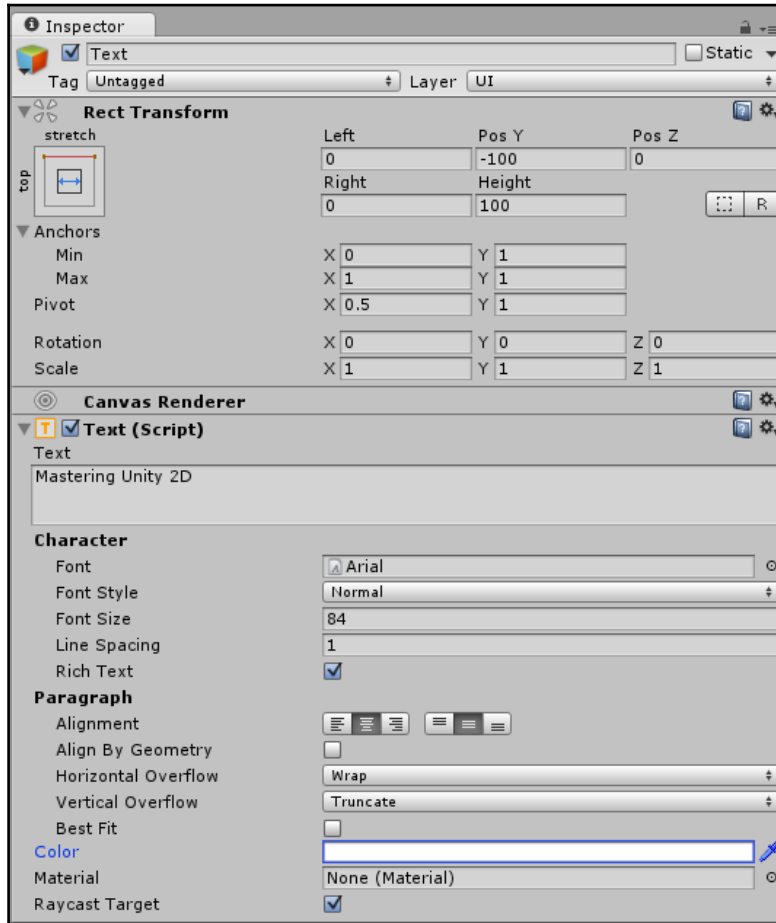 Inspector
Text Static
Tag Untagged Layer UI
Rect Transform
stretch Left Pos Y Pos Z
top 0 -100 0
Right Height
0 100 R
Anchors
Min X 0 Y 1
Max X 1 Y 1
Pivot X 0.5 Y 1
Rotation X 0 Y 0 Z 0
Scale X 1 Y 1 Z 1
Canvas Renderer
T Text (Script)
Text
Mastering Unity 2D
Character
Font Arial
Font Style Normal
Font Size 84
Line Spacing 1
Rich Text
Paragraph
Alignment
Align By Geometry
Horizontal Overflow Wrap
Vertical Overflow Truncate
Best Fit
Color
Material None (Material)
Raycast Target